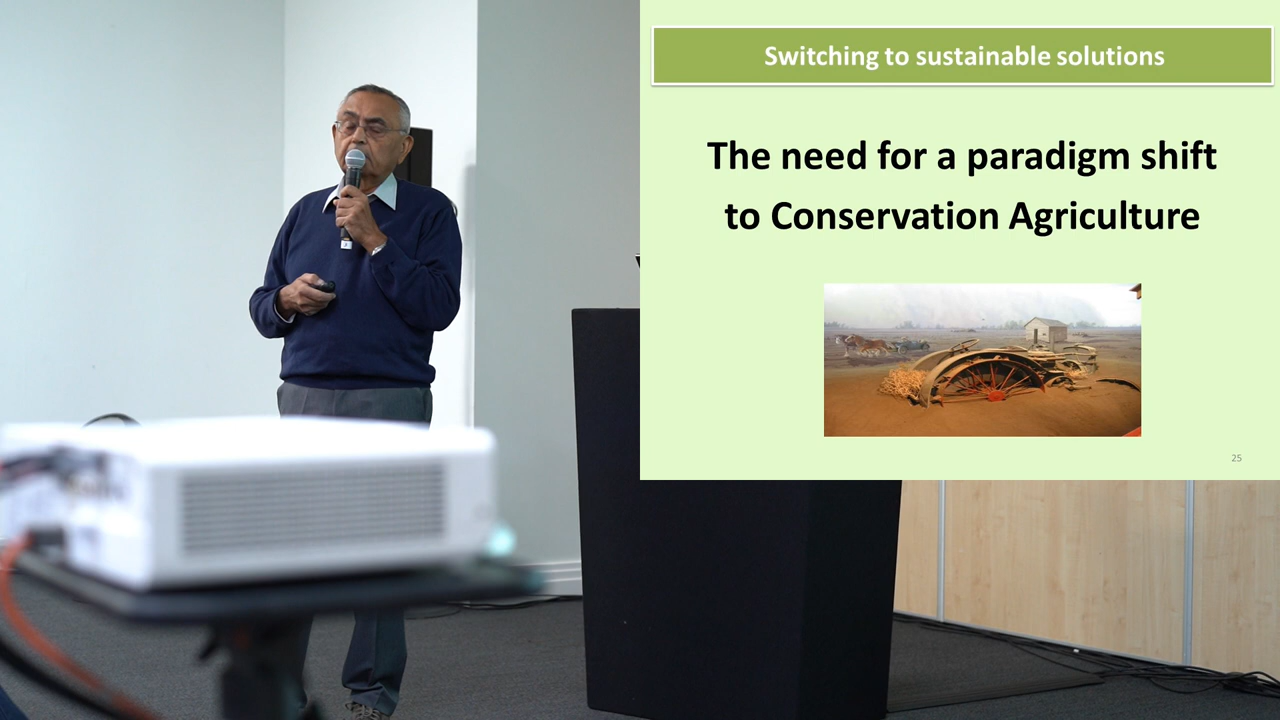 Switching to sustainable solutions
The need for a paradigm shift
to Conservation Agriculture
25